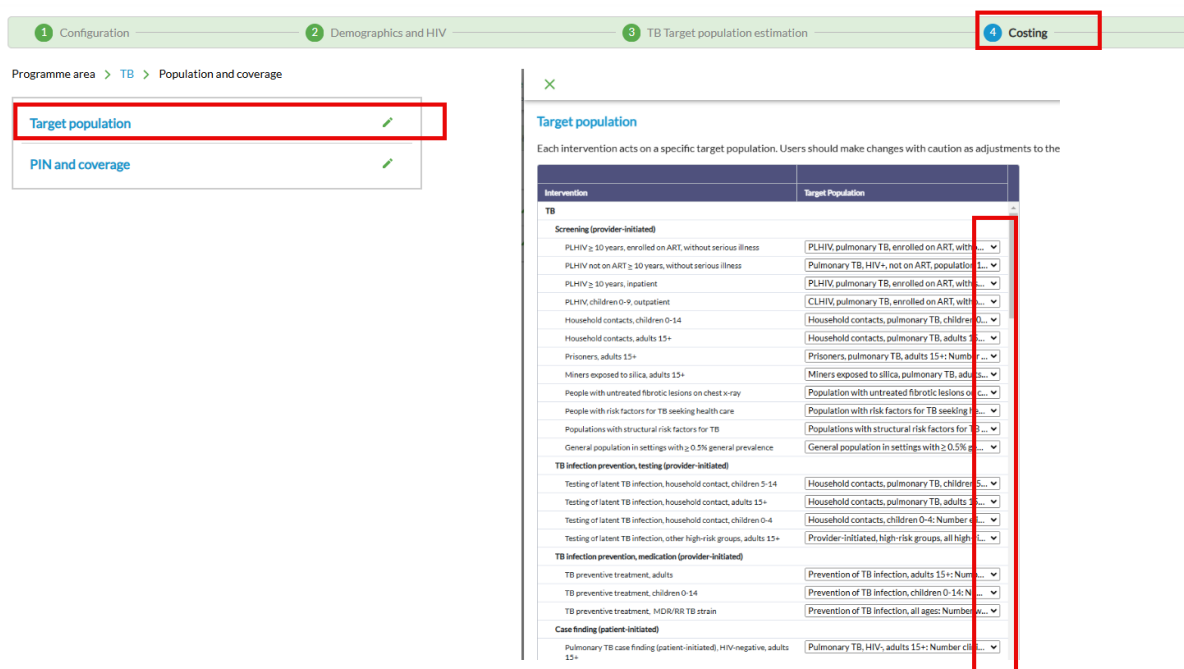 1 Configuration 2 Demographics and HIV 3 TB Target population estimation 4 Costing
Programme area > TB > Population and coverage
Target population
PIN and coverage
Target population
Each intervention acts on a specific target population. Users should make changes with caution as adjustments to the
Intervention Target Population
TB
Screening (provider-initiated)
PLHIV ≥ 10 years, enrolled on ART, without serious illness PLHIV, pulmonary TB, enrolled on ART, witho...
PLHIV not on ART ≥ 10 years, without serious illness Pulmonary TB, HIV+, not on ART, population 1...
PLHIV ≥ 10 years, inpatient PLHIV, pulmonary TB, enrolled on ART, with s...
PLHIV, children 0-9, outpatient CLHIV, pulmonary TB, enrolled on ART, witho...
Household contacts, children 0-14 Household contacts, pulmonary TB, children 0...
Household contacts, adults 15+ Household contacts, pulmonary TB, adults 15...
Prisoners, adults 15+ Prisoners, pulmonary TB, adults 15+: Number ...
Miners exposed to silica, adults 15+ Miners exposed to silica, pulmonary TB, adults...
People with untreated fibrotic lesions on chest x-ray Population with untreated fibrotic lesions on c...
People with risk factors for TB seeking health care Population with risk factors for TB seeking he...
Populations with structural risk factors for TB Populations with structural risk factors for TB ...
General population in settings with ≥ 0.5% general prevalence General population in settings with ≥ 0.5% ge...
TB infection prevention, testing (provider-initiated)
Testing of latent TB infection, household contact, children 5-14 Household contacts, pulmonary TB, children 5...
Testing of latent TB infection, household contact, adults 15+ Household contacts, pulmonary TB, adults 15...
Testing of latent TB infection, household contact, children 0-4 Household contacts, children 0-4: Number eli...
Testing of latent TB infection, other high-risk groups, adults 15+ Provider-initiated, high-risk groups, all high-ri...
TB infection prevention, medication (provider-initiated)
TB preventive treatment, adults Prevention of TB infection, adults 15+: Numb...
TB preventive treatment, children 0-14 Prevention of TB infection, children 0-14: N...
TB preventive treatment, MDR/RR TB strain Prevention of TB infection, all ages: Number w...
Case finding (patient-initiated)
Pulmonary TB case finding (patient-initiated), HIV-negative, adults Pulmonary TB, HIV-, adults 15+: Number clini...
15+